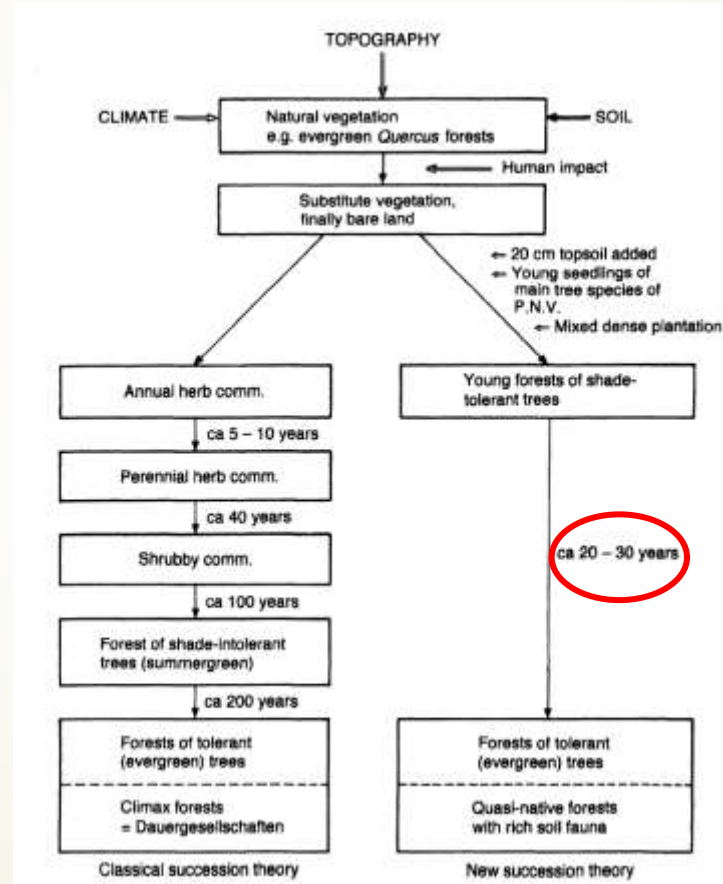 TOPOGRAPHY
CLIMATE
Natural vegetation
e.g. evergreen Quercus forests
SOIL
Human impact
Substitute vegetation,
finally bare land
20 cm topsoil added
Young seedlings of
main tree species of
P.N.V.
Mixed dense plantation
Annual herb comm.
ca 5 – 10 years
Perennial herb comm.
ca 40 years
Shrubby comm.
ca 100 years
Forest of shade-intolerant
trees (summergreen)
ca 200 years
Forests of tolerant
(evergreen) trees
Climax forests
= Dauergesellschaften
Classical succession theory
Young forests of shade-
tolerant trees
ca 20 – 30 years
Forests of tolerant
(evergreen) trees
Quasi-native forests
with rich soil fauna
New succession theory